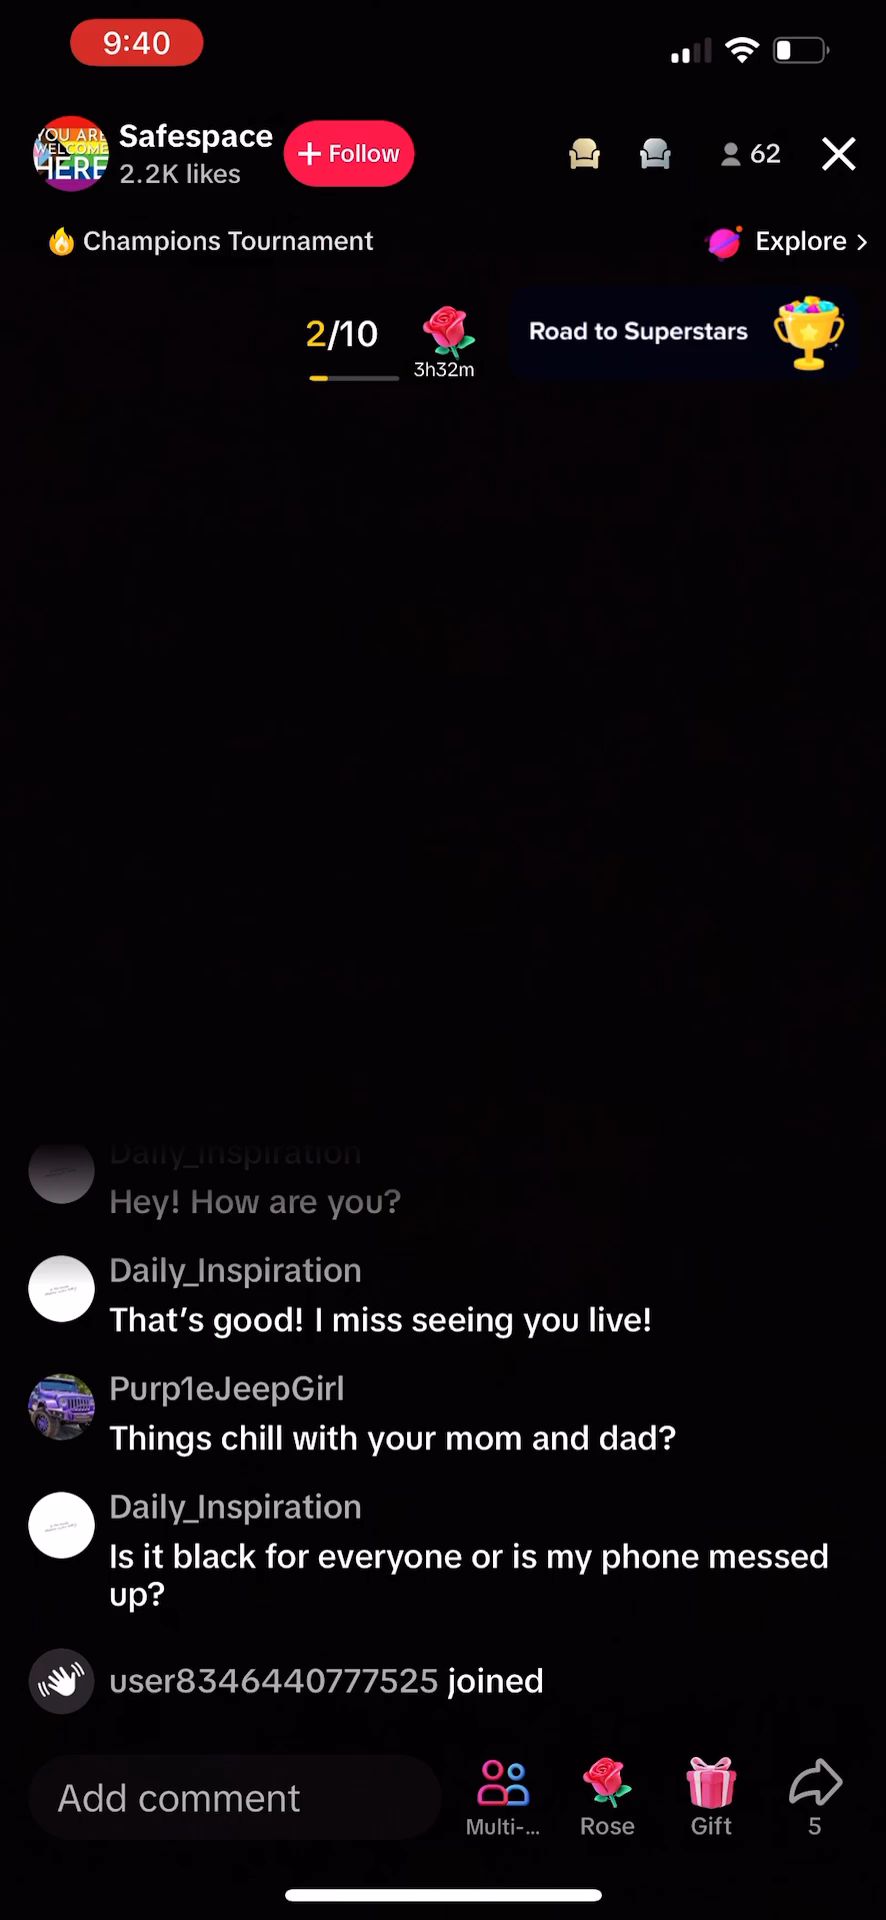 9:40
YOU ARE
WELCOME
HERE
Safespace
2.2K likes
+ Follow
62
Champions Tournament
Explore >
2/10
3h32m
Road to Superstars
Daily_Inspiration
Hey! How are you?
Daily_Inspiration
That's good! I miss seeing you live!
Purp1eJeepGirl
Things chill with your mom and dad?
Daily_Inspiration
Is it black for everyone or is my phone messed
up?
user8346440777525 joined
Add comment
Multi-...
Rose
Gift
5